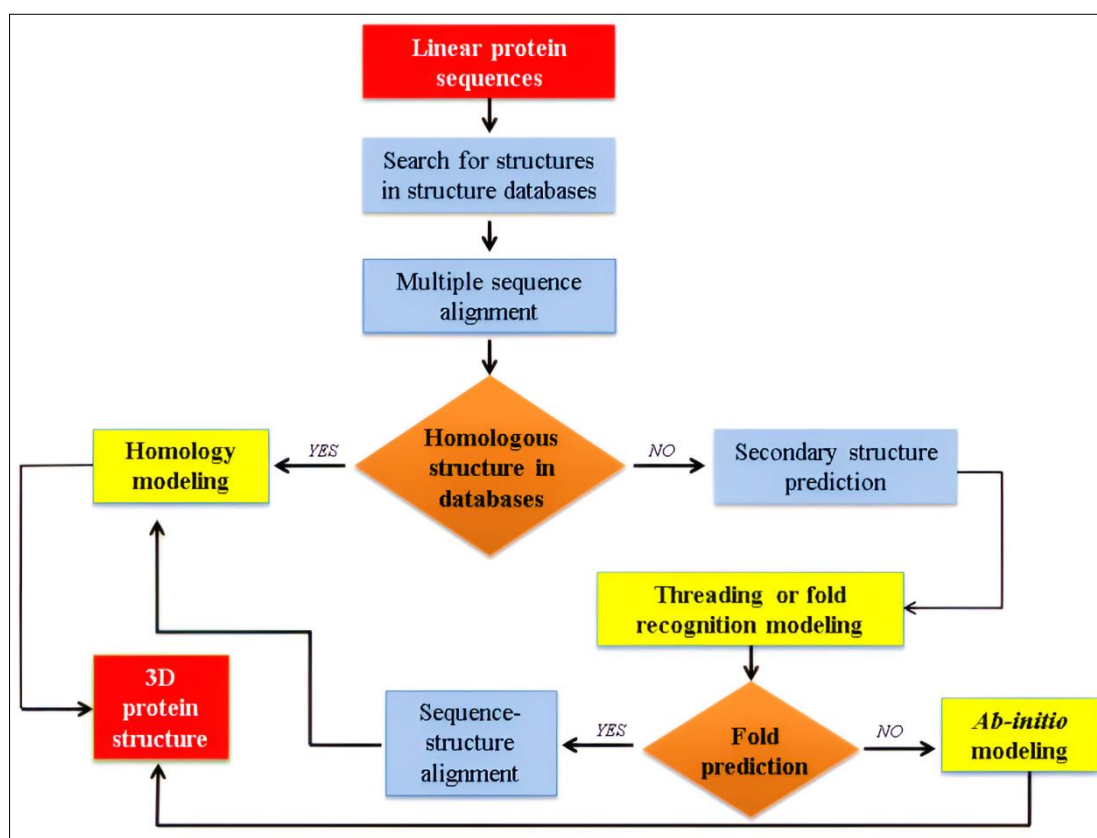 Linear protein
sequences
Search for structures
in structure databases
Multiple sequence
alignment
Homologous
structure in
databases
YES
Homology
modeling
NO
Secondary structure
prediction
Threading or fold
recognition modeling
Fold
prediction
YES
Sequence-
structure
alignment
NO
Ab-initio
modeling
3D
protein
structure